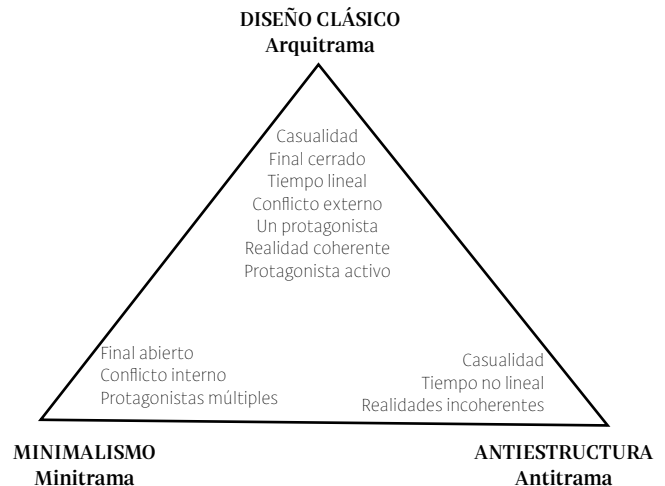 DISEÑO CLÁSICO
Arquitrama
Casualidad
Final cerrado
Tiempo lineal
Conflicto externo
Un protagonista
Realidad coherente
Protagonista activo
Final abierto
Conflicto interno
Protagonistas múltiples
Casualidad
Tiempo no lineal
Realidades incoherentes
MINIMALISMO
Minitrama
ANTIESTRUCTURA
Antitrama